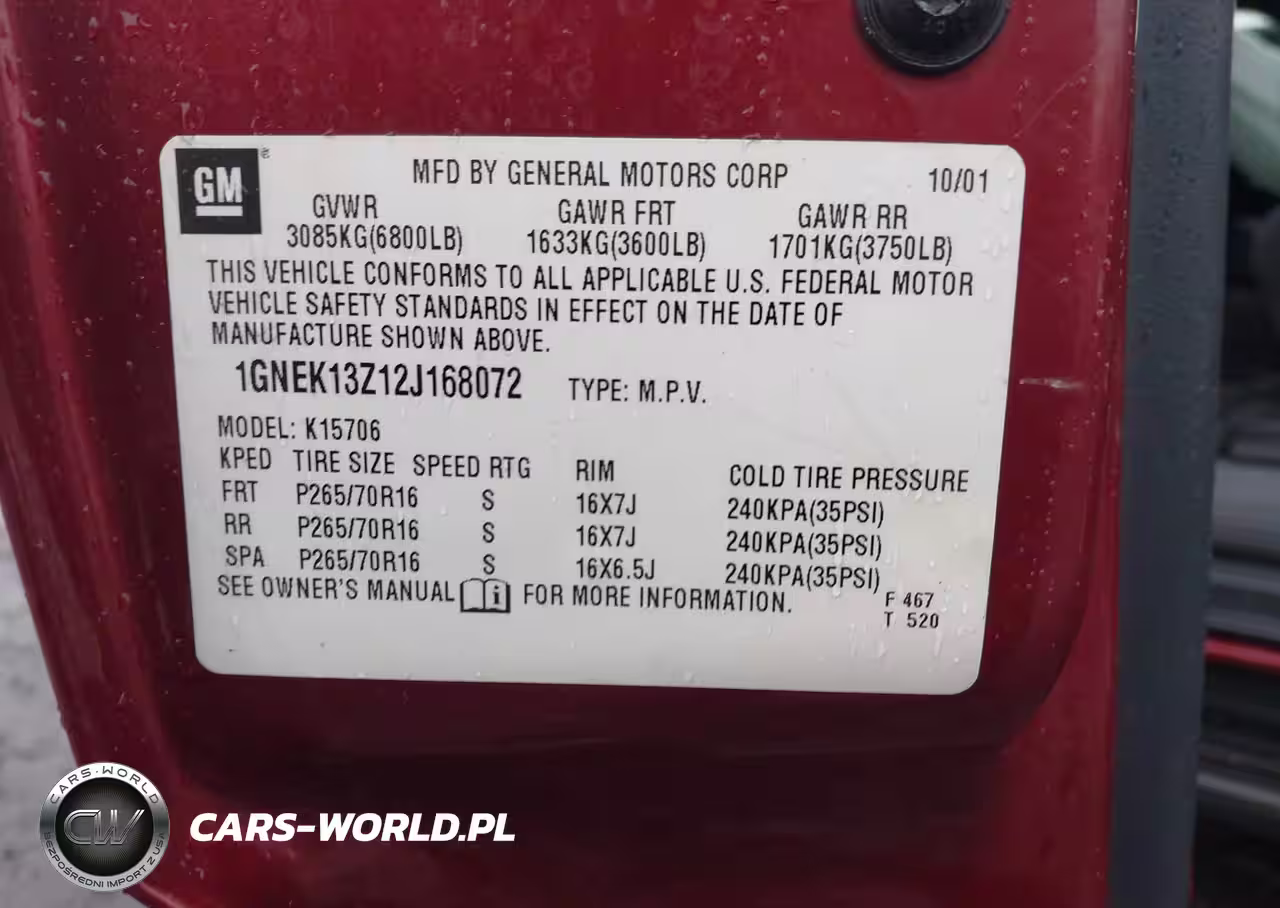 GM
MFD BY GENERAL MOTORS CORP 10/01
GVWR GAWR FRT GAWR RR
3085KG(6800LB) 1633KG(3600LB) 1701KG(3750LB)
THIS VEHICLE CONFORMS TO ALL APPLICABLE U.S. FEDERAL MOTOR
VEHICLE SAFETY STANDARDS IN EFFECT ON THE DATE OF
MANUFACTURE SHOWN ABOVE.
1GNEK13Z12J168072 TYPE: M.P.V.
MODEL: K15706
KPED TIRE SIZE SPEED RTG RIM COLD TIRE PRESSURE
FRT P265/70R16 S 16X7J 240KPA(35PSI)
RR P265/70R16 S 16X7J 240KPA(35PSI)
SPA P265/70R16 S 16X6.5J 240KPA(35PSI)
SEE OWNER'S MANUAL i FOR MORE INFORMATION.
F 467
T 520
CARS-WORLD
CW
BEZPOŚREDNI IMPORT Z USA
CARS-WORLD.PL